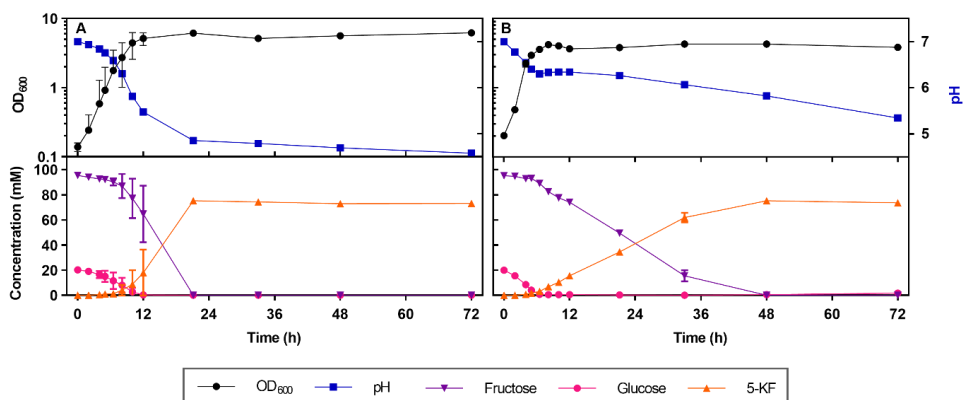 A
B
10
1
0.1
OD600
7
6
5
pH
100
80
60
40
20
0
Concentration (mM)
0 12 24 36 48 60 72
0 12 24 36 48 60 72
Time (h)
Time (h)
OD600 pH Fructose Glucose 5-KF